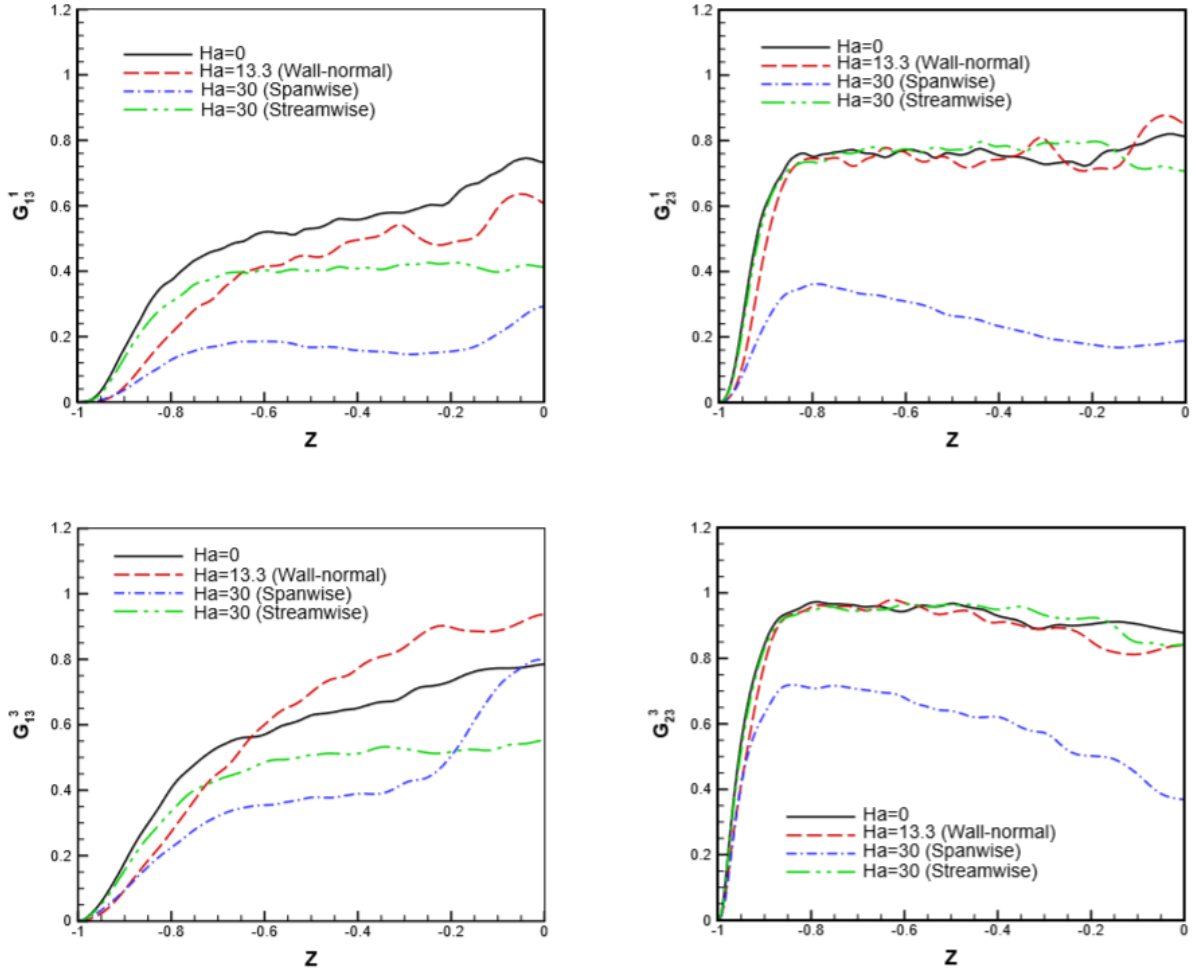 1.2
1
0.8
0.6
0.4
0.2
0
-1
-0.8
-0.6
-0.4
-0.2
0
G13 1
Z
Ha=0
Ha=13.3 (Wall-normal)
Ha=30 (Spanwise)
Ha=30 (Streamwise)
1.2
1
0.8
0.6
0.4
0.2
0
-1
-0.8
-0.6
-0.4
-0.2
0
G23 1
Z
Ha=0
Ha=13.3 (Wall-normal)
Ha=30 (Spanwise)
Ha=30 (Streamwise)
1.2
1
0.8
0.6
0.4
0.2
0
-1
-0.8
-0.6
-0.4
-0.2
0
G13 3
Z
Ha=0
Ha=13.3 (Wall-normal)
Ha=30 (Spanwise)
Ha=30 (Streamwise)
1.2
1
0.8
0.6
0.4
0.2
0
-1
-0.8
-0.6
-0.4
-0.2
0
G23 3
Z
Ha=0
Ha=13.3 (Wall-normal)
Ha=30 (Spanwise)
Ha=30 (Streamwise)